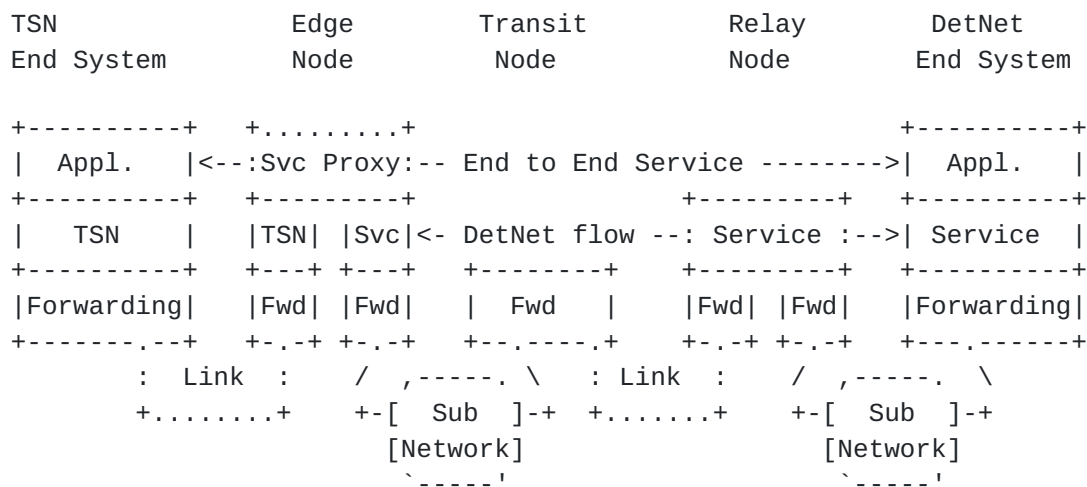 TSN                 Edge          Transit         Relay           DetNet
End System          Node           Node           Node          End System

+----------+   +.........+                                   +----------+
|   Appl.  |<--:Svc Proxy:-- End to End Service -------->|   Appl.  |
+----------+   +---------+                   +---------+   +----------+
|    TSN   |   |TSN| |Svc|<- DetNet flow --: Service :-->|  Service |
+----------+   +---+ +---+   +--------+    +---------+   +----------+
|Forwarding|   |Fwd| |Fwd|   |  Fwd   |    |Fwd| |Fwd|   |Forwarding|
+-------.--+   +-.-+ +-.-+   +--.----.+    +-.-+ +-.-+   +---.------+
        :  Link  :    /  ,-----. \   : Link  :    /  ,-----.  \
        +........+    +-[  Sub  ]-+  +.......+    +-[  Sub  ]-+
                        [Network]                   [Network]
                         `-----'                     `-----'